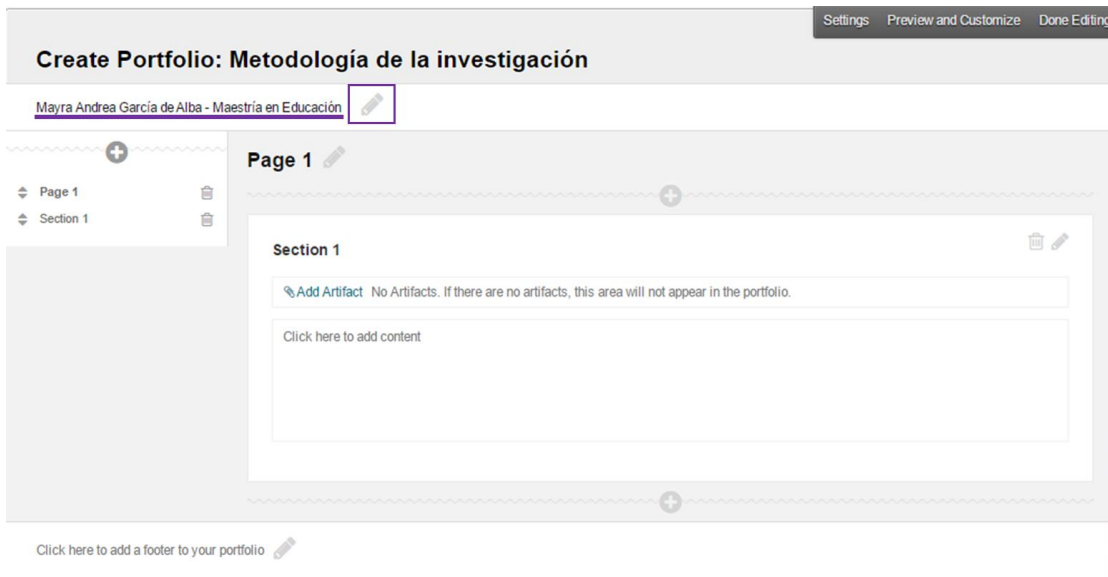 Settings Preview and Customize Done Editing
Create Portfolio: Metodología de la investigación
Mayra Andrea García de Alba - Maestría en Educación
Page 1
Section 1
Page 1
Section 1
Add Artifact No Artifacts. If there are no artifacts, this area will not appear in the portfolio.
Click here to add content
Click here to add a footer to your portfolio